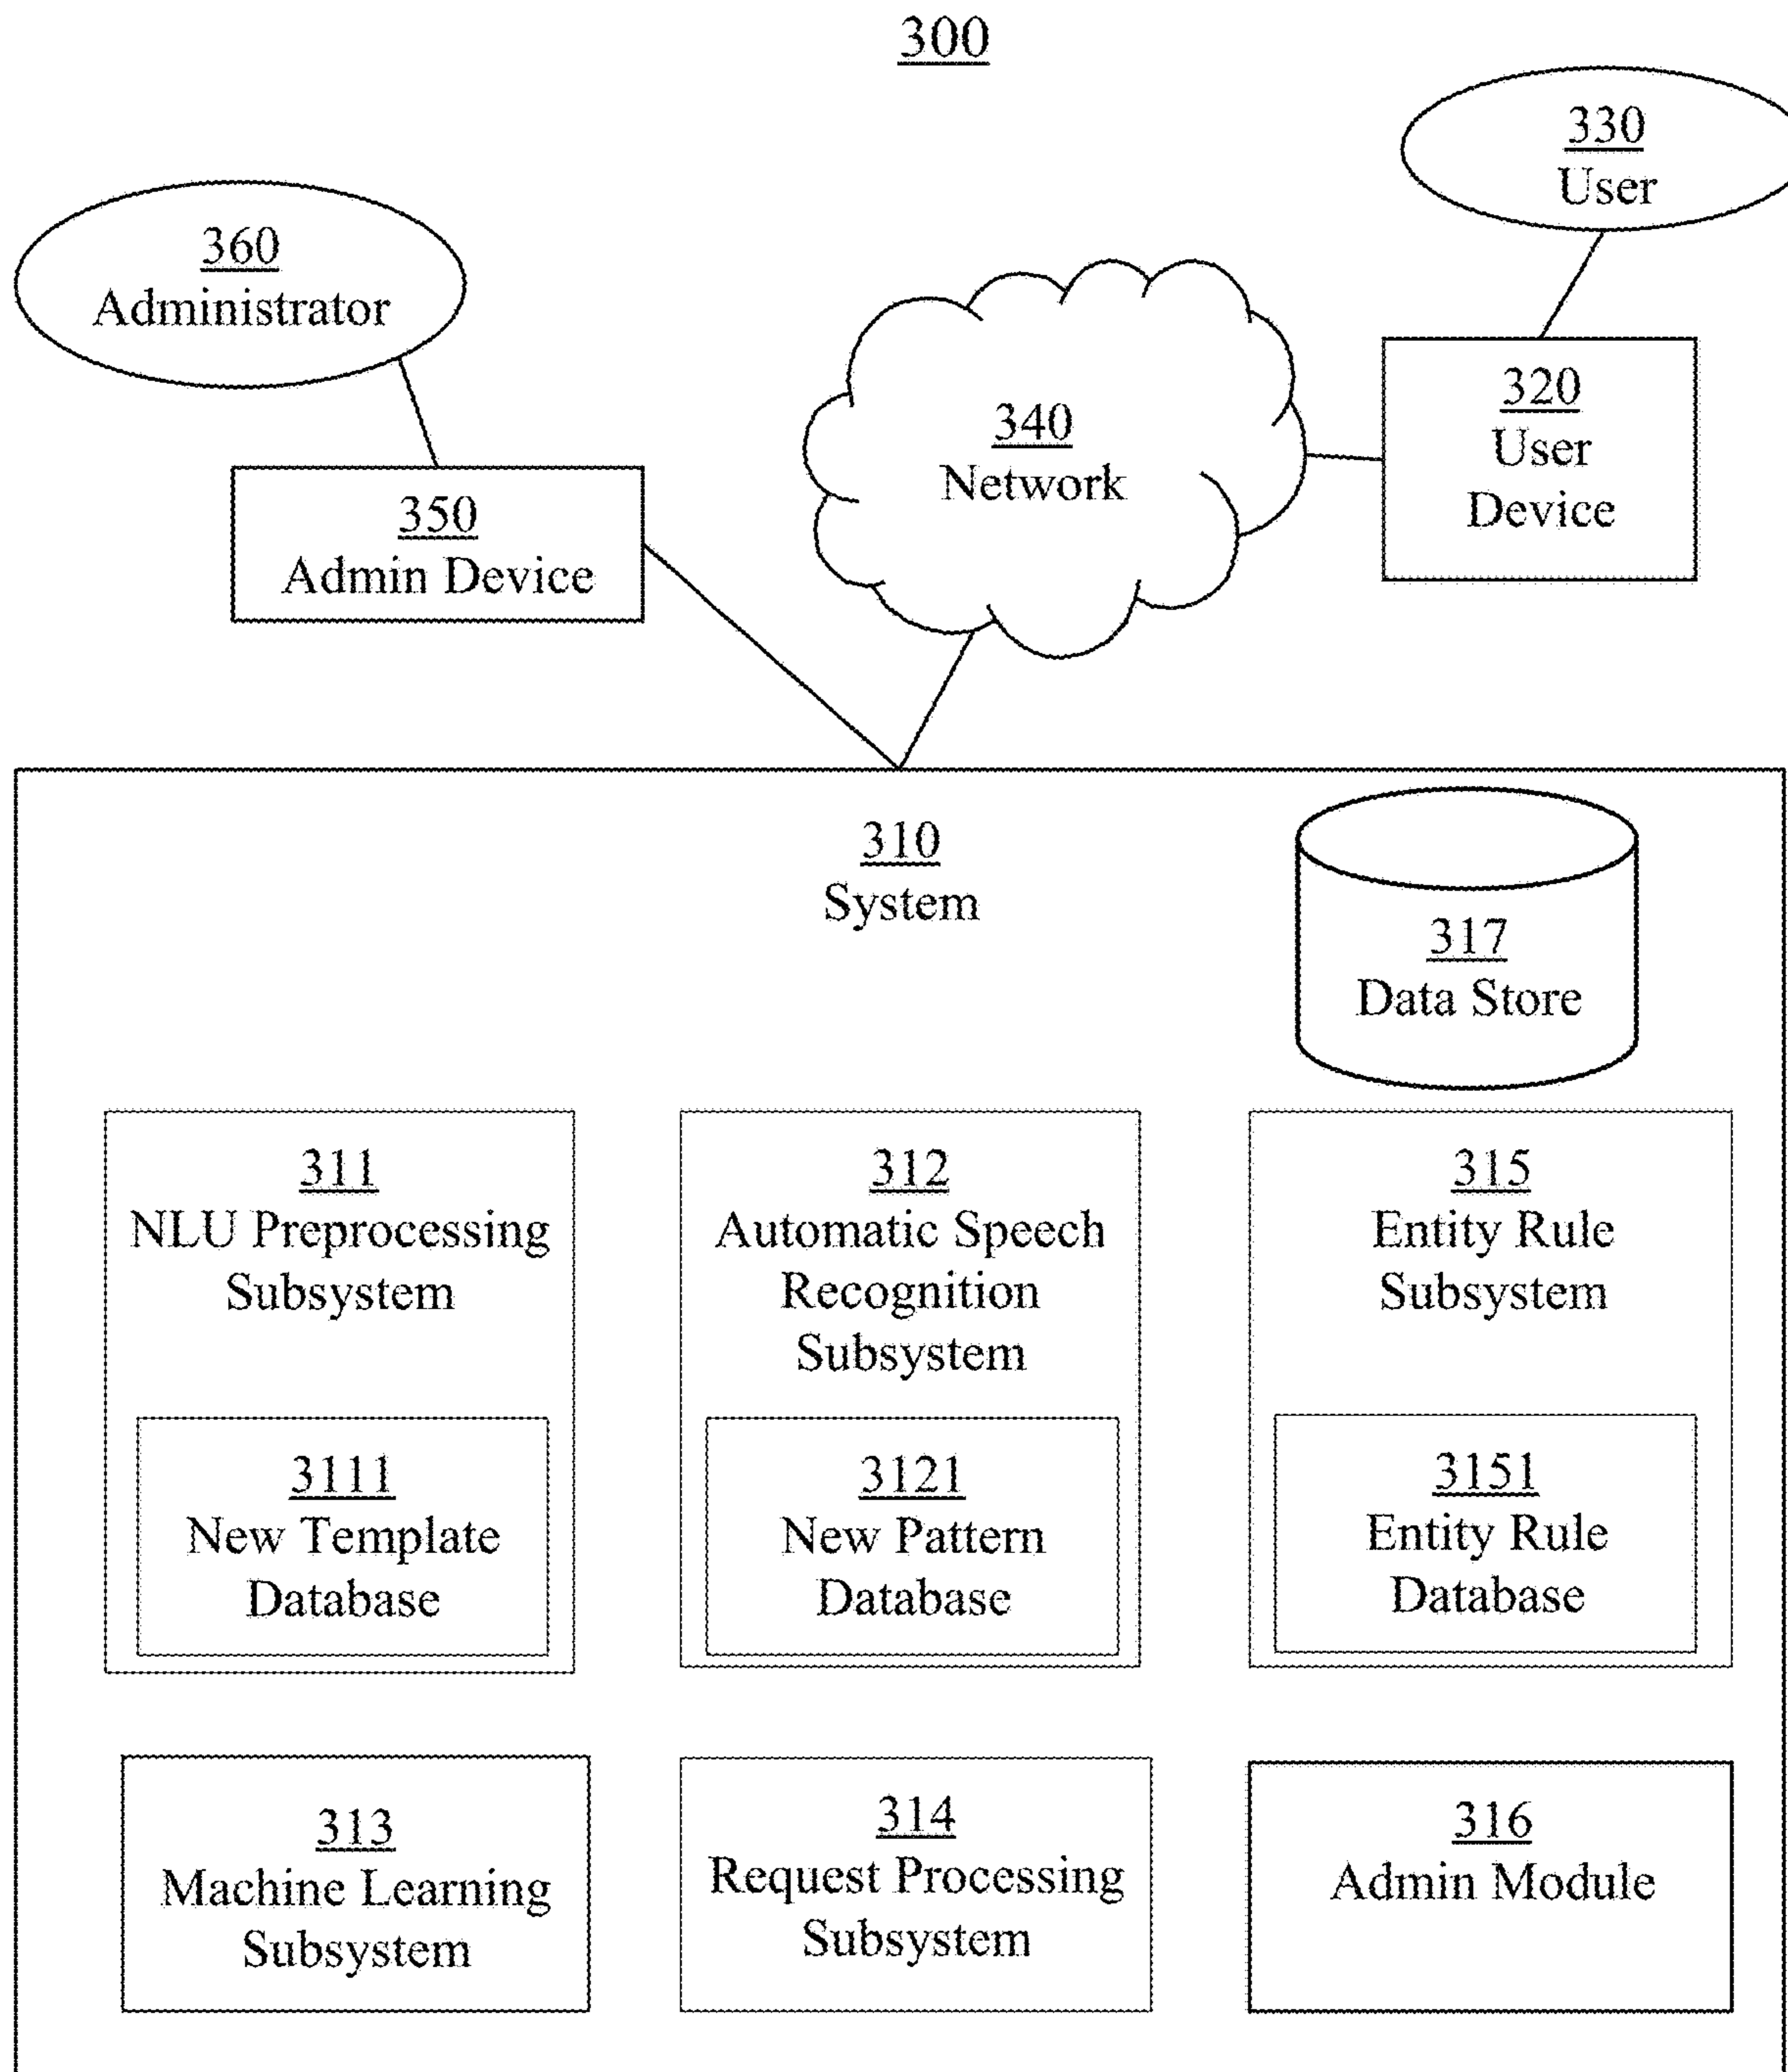 300
330
User
360
Administrator
340
Network
320
User
Device
350
Admin Device
310
System
317
Data Store
311
NLU Preprocessing
Subsystem
3111
New Template
Database
312
Automatic Speech
Recognition
Subsystem
3121
New Pattern
Database
315
Entity Rule
Subsystem
3151
Entity Rule
Database
313
Machine Learning
Subsystem
314
Request Processing
Subsystem
316
Admin Module